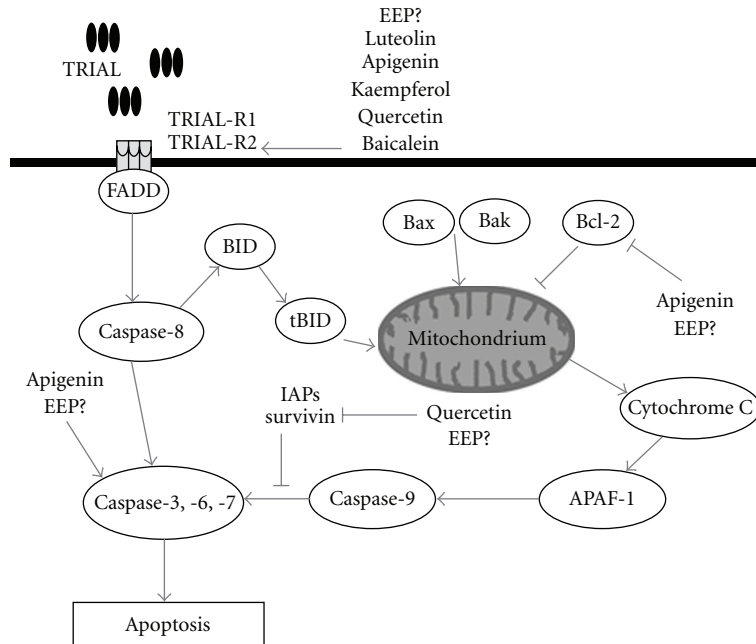 EEP?
Luteolin
Apigenin
Kaempferol
Quercetin
Baicalein
TRIAL
TRIAL-R1
TRIAL-R2
FADD
BID
tBID
Caspase-8
Bax
Bak
Bcl-2
Apigenin
EEP?
Mitochondrium
Apigenin
EEP?
IAPs
survivin
Quercetin
EEP?
Cytochrome C
Caspase-3, -6, -7
Caspase-9
APAF-1
Apoptosis